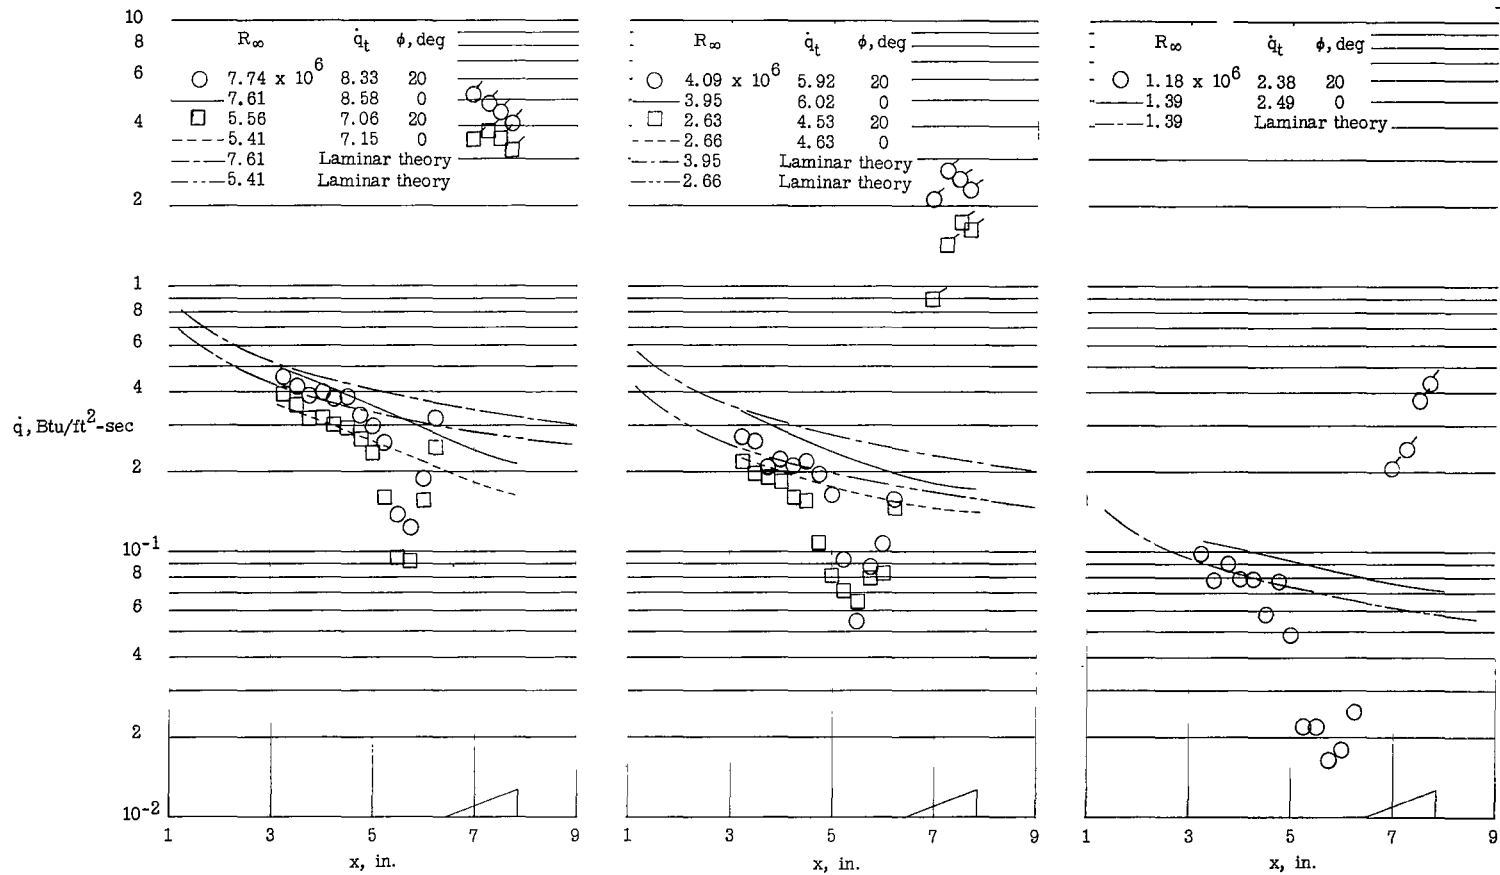 R∞ q̇t ϕ, deg
7.74 x 10^6 8.33 20
7.61 8.58 0
5.56 7.06 20
5.41 7.15 0
7.61 Laminar theory
5.41 Laminar theory
R∞ q̇t ϕ, deg
4.09 x 10^6 5.92 20
3.95 6.02 0
2.63 4.53 20
2.66 4.63 0
3.95 Laminar theory
2.66 Laminar theory
R∞ q̇t ϕ, deg
1.18 x 10^6 2.38 20
1.39 2.49 0
1.39 Laminar theory
10
8
6
4
2
1
8
6
4
2
10^-1
8
6
4
2
10^-2
q̇, Btu/ft^2-sec
1 3 5 7 9
x, in.
1 3 5 7 9
x, in.
1 3 5 7 9
x, in.